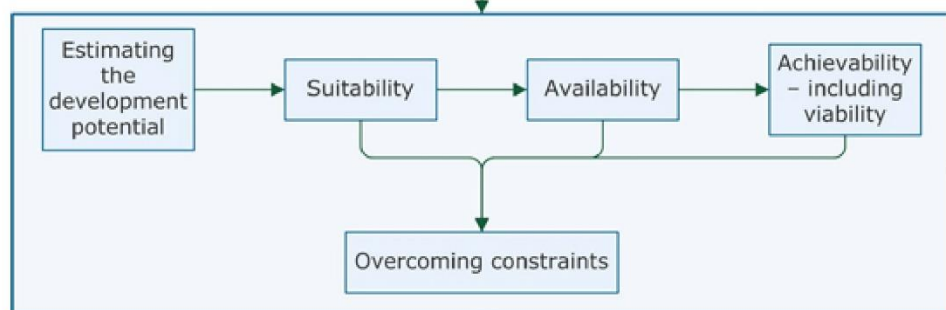 Estimating
the
development
potential
Suitability
Availability
Achievability
– including
viability
Overcoming constraints